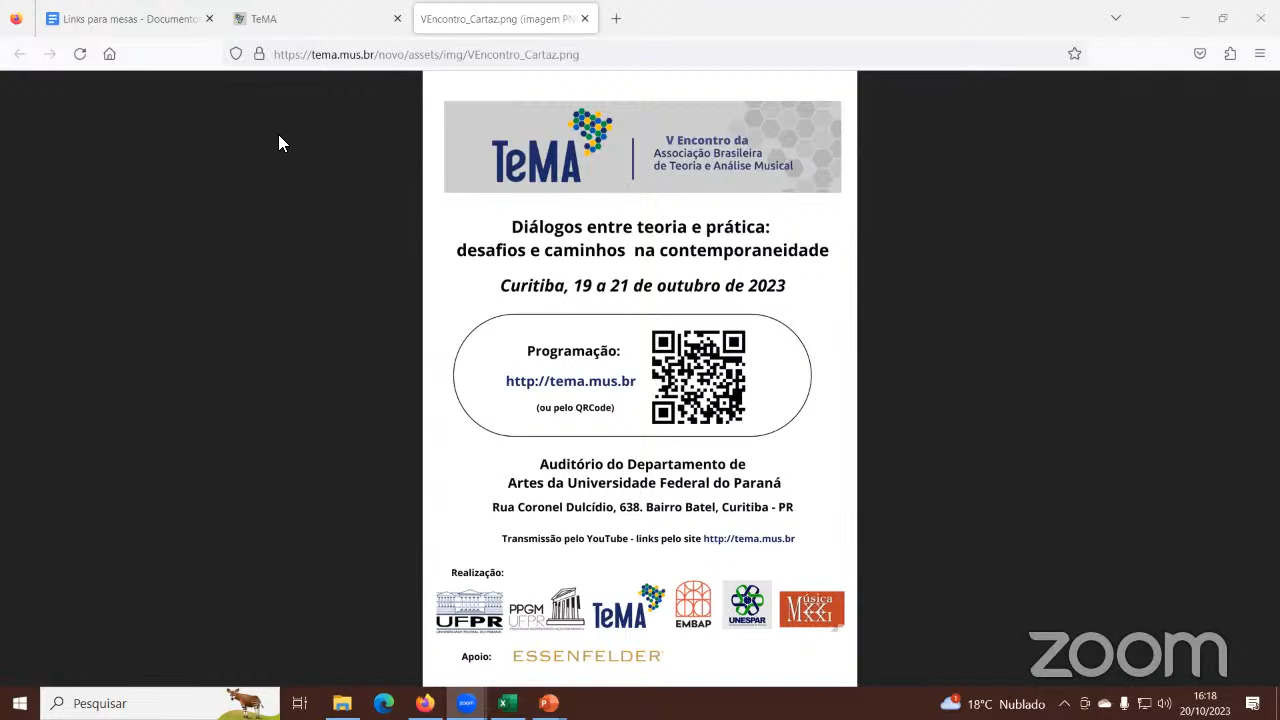 Links para mesas - Documento
TeMA
VEncontro_Cartaz.png (imagem PN
https://tema.mus.br/novo/assets/img/VEncontro_Cartaz.png
TeMA
V Encontro da
Associação Brasileira
de Teoria e Análise Musical
Diálogos entre teoria e prática:
desafios e caminhos na contemporaneidade
Curitiba, 19 a 21 de outubro de 2023
Programação:
http://tema.mus.br
(ou pelo QRCode)
Auditório do Departamento de
Artes da Universidade Federal do Paraná
Rua Coronel Dulcídio, 638. Bairro Batel, Curitiba - PR
Transmissão pelo YouTube - links pelo site http://tema.mus.br
Realização:
UFPR
PPGM
UFPR
TeMA
EMBAP
UNESPAR
Música
XXI
Apoio:
ESSENFELDER
zoom
Pesquisar
zoom
1
18°C Nublado
16:18
20/10/2023